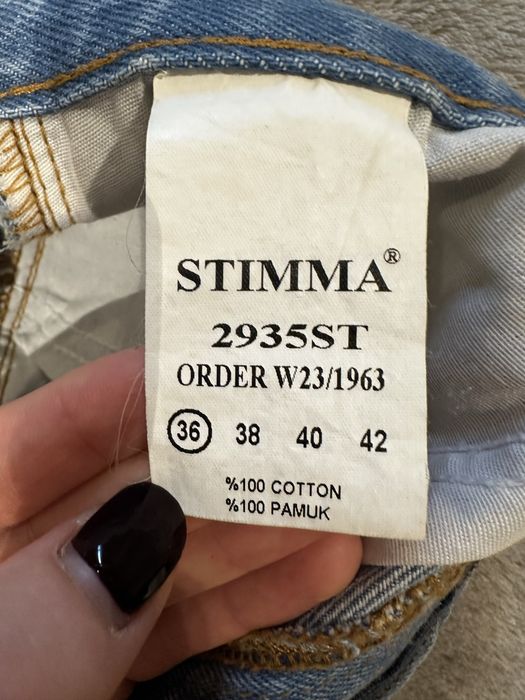 STIMMA®
2935ST
ORDER W23/1963
36 38 40 42
%100 COTTON
%100 PAMUK